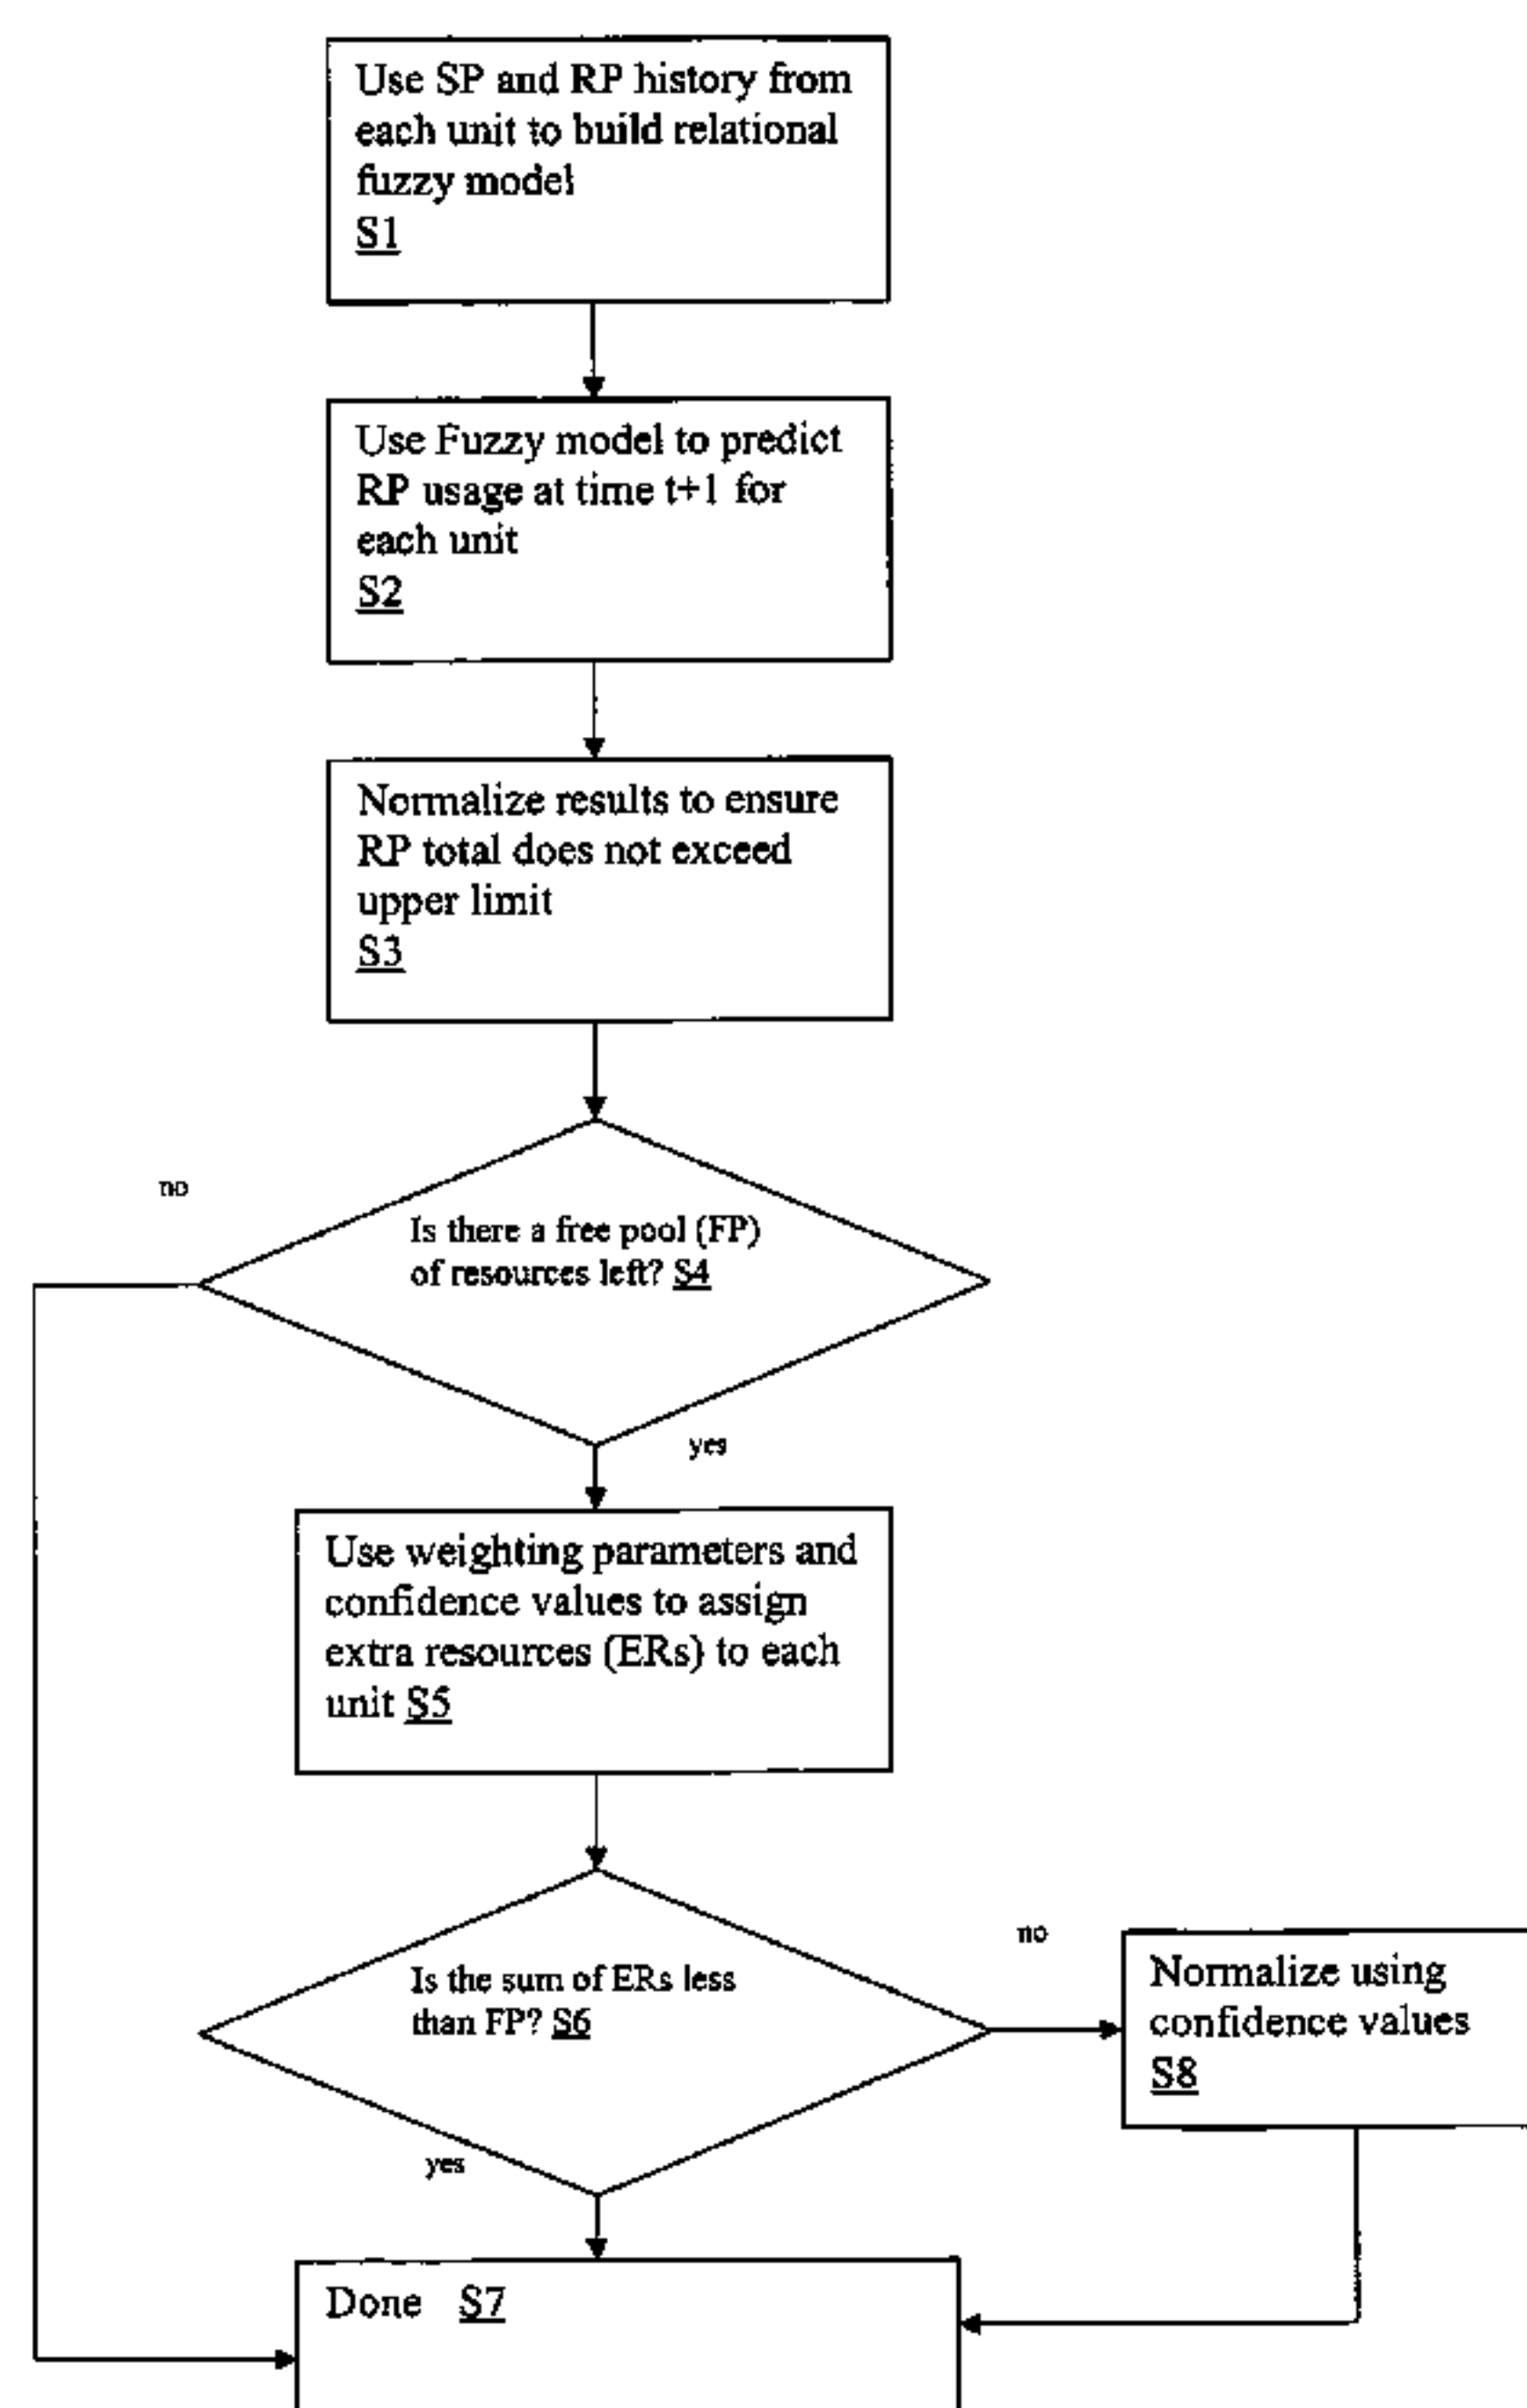 Use SP and RP history from
each unit to build relational
fuzzy model
S1
Use Fuzzy model to predict
RP usage at time t+1 for
each unit
S2
Normalize results to ensure
RP total does not exceed
upper limit
S3
no
Is there a free pool (FP)
of resources left? S4
yes
Use weighting parameters and
confidence values to assign
extra resources (ERs) to each
unit S5
no
Is the sum of ERs less
than FP? S6
Normalize using
confidence values
S8
yes
Done S7